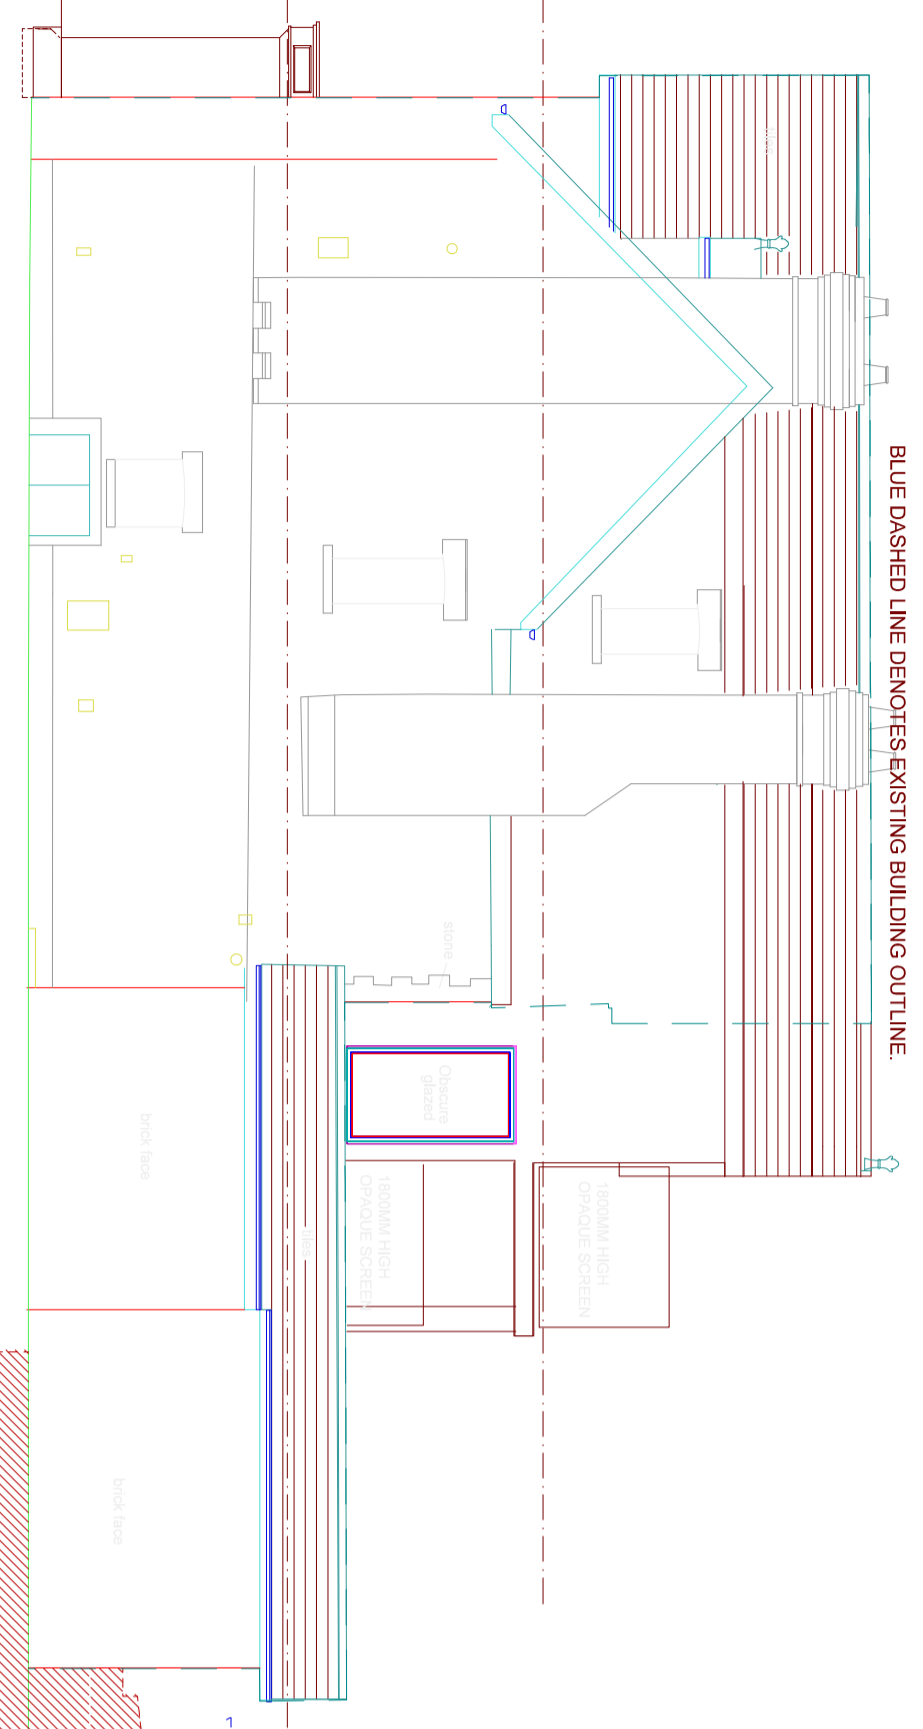 BLUE DASHED LINE DENOTES EXISTING BUILDING OUTLINE.
tiles
1800MM HIGH
OPAQUE SCREEN
stone
Obscure
glazed
1800MM HIGH
OPAQUE SCREEN
tiles
brick face
brick face